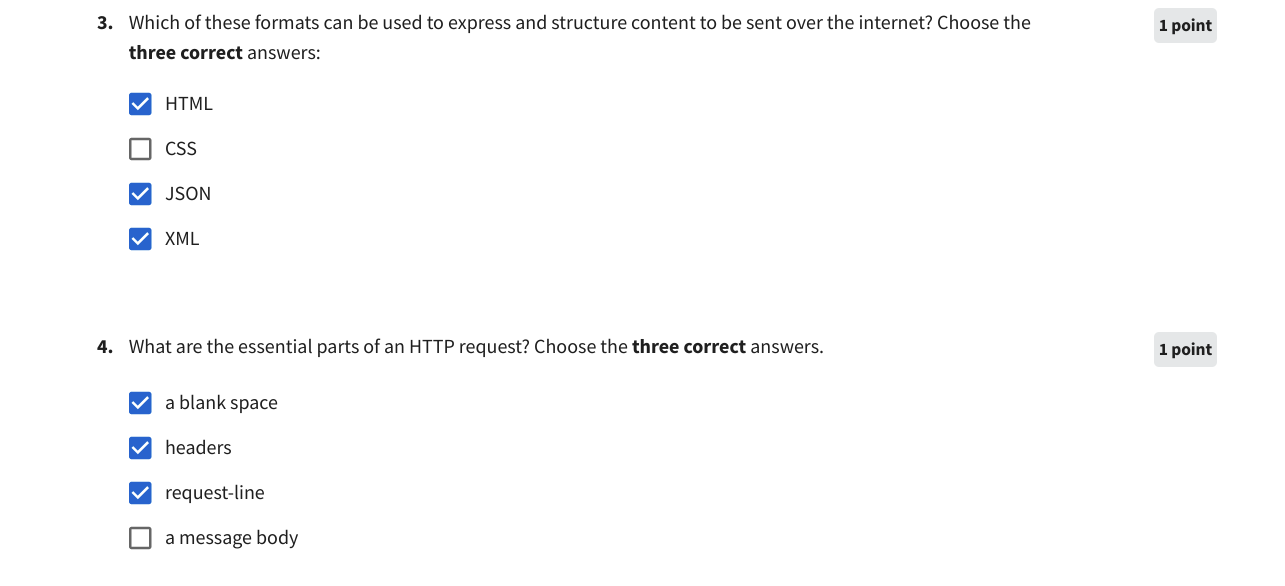 3. Which of these formats can be used to express and structure content to be sent over the internet? Choose the
three correct answers:
1 point
HTML
CSS
JSON
XML
4. What are the essential parts of an HTTP request? Choose the three correct answers.
1 point
a blank space
headers
request-line
a message body